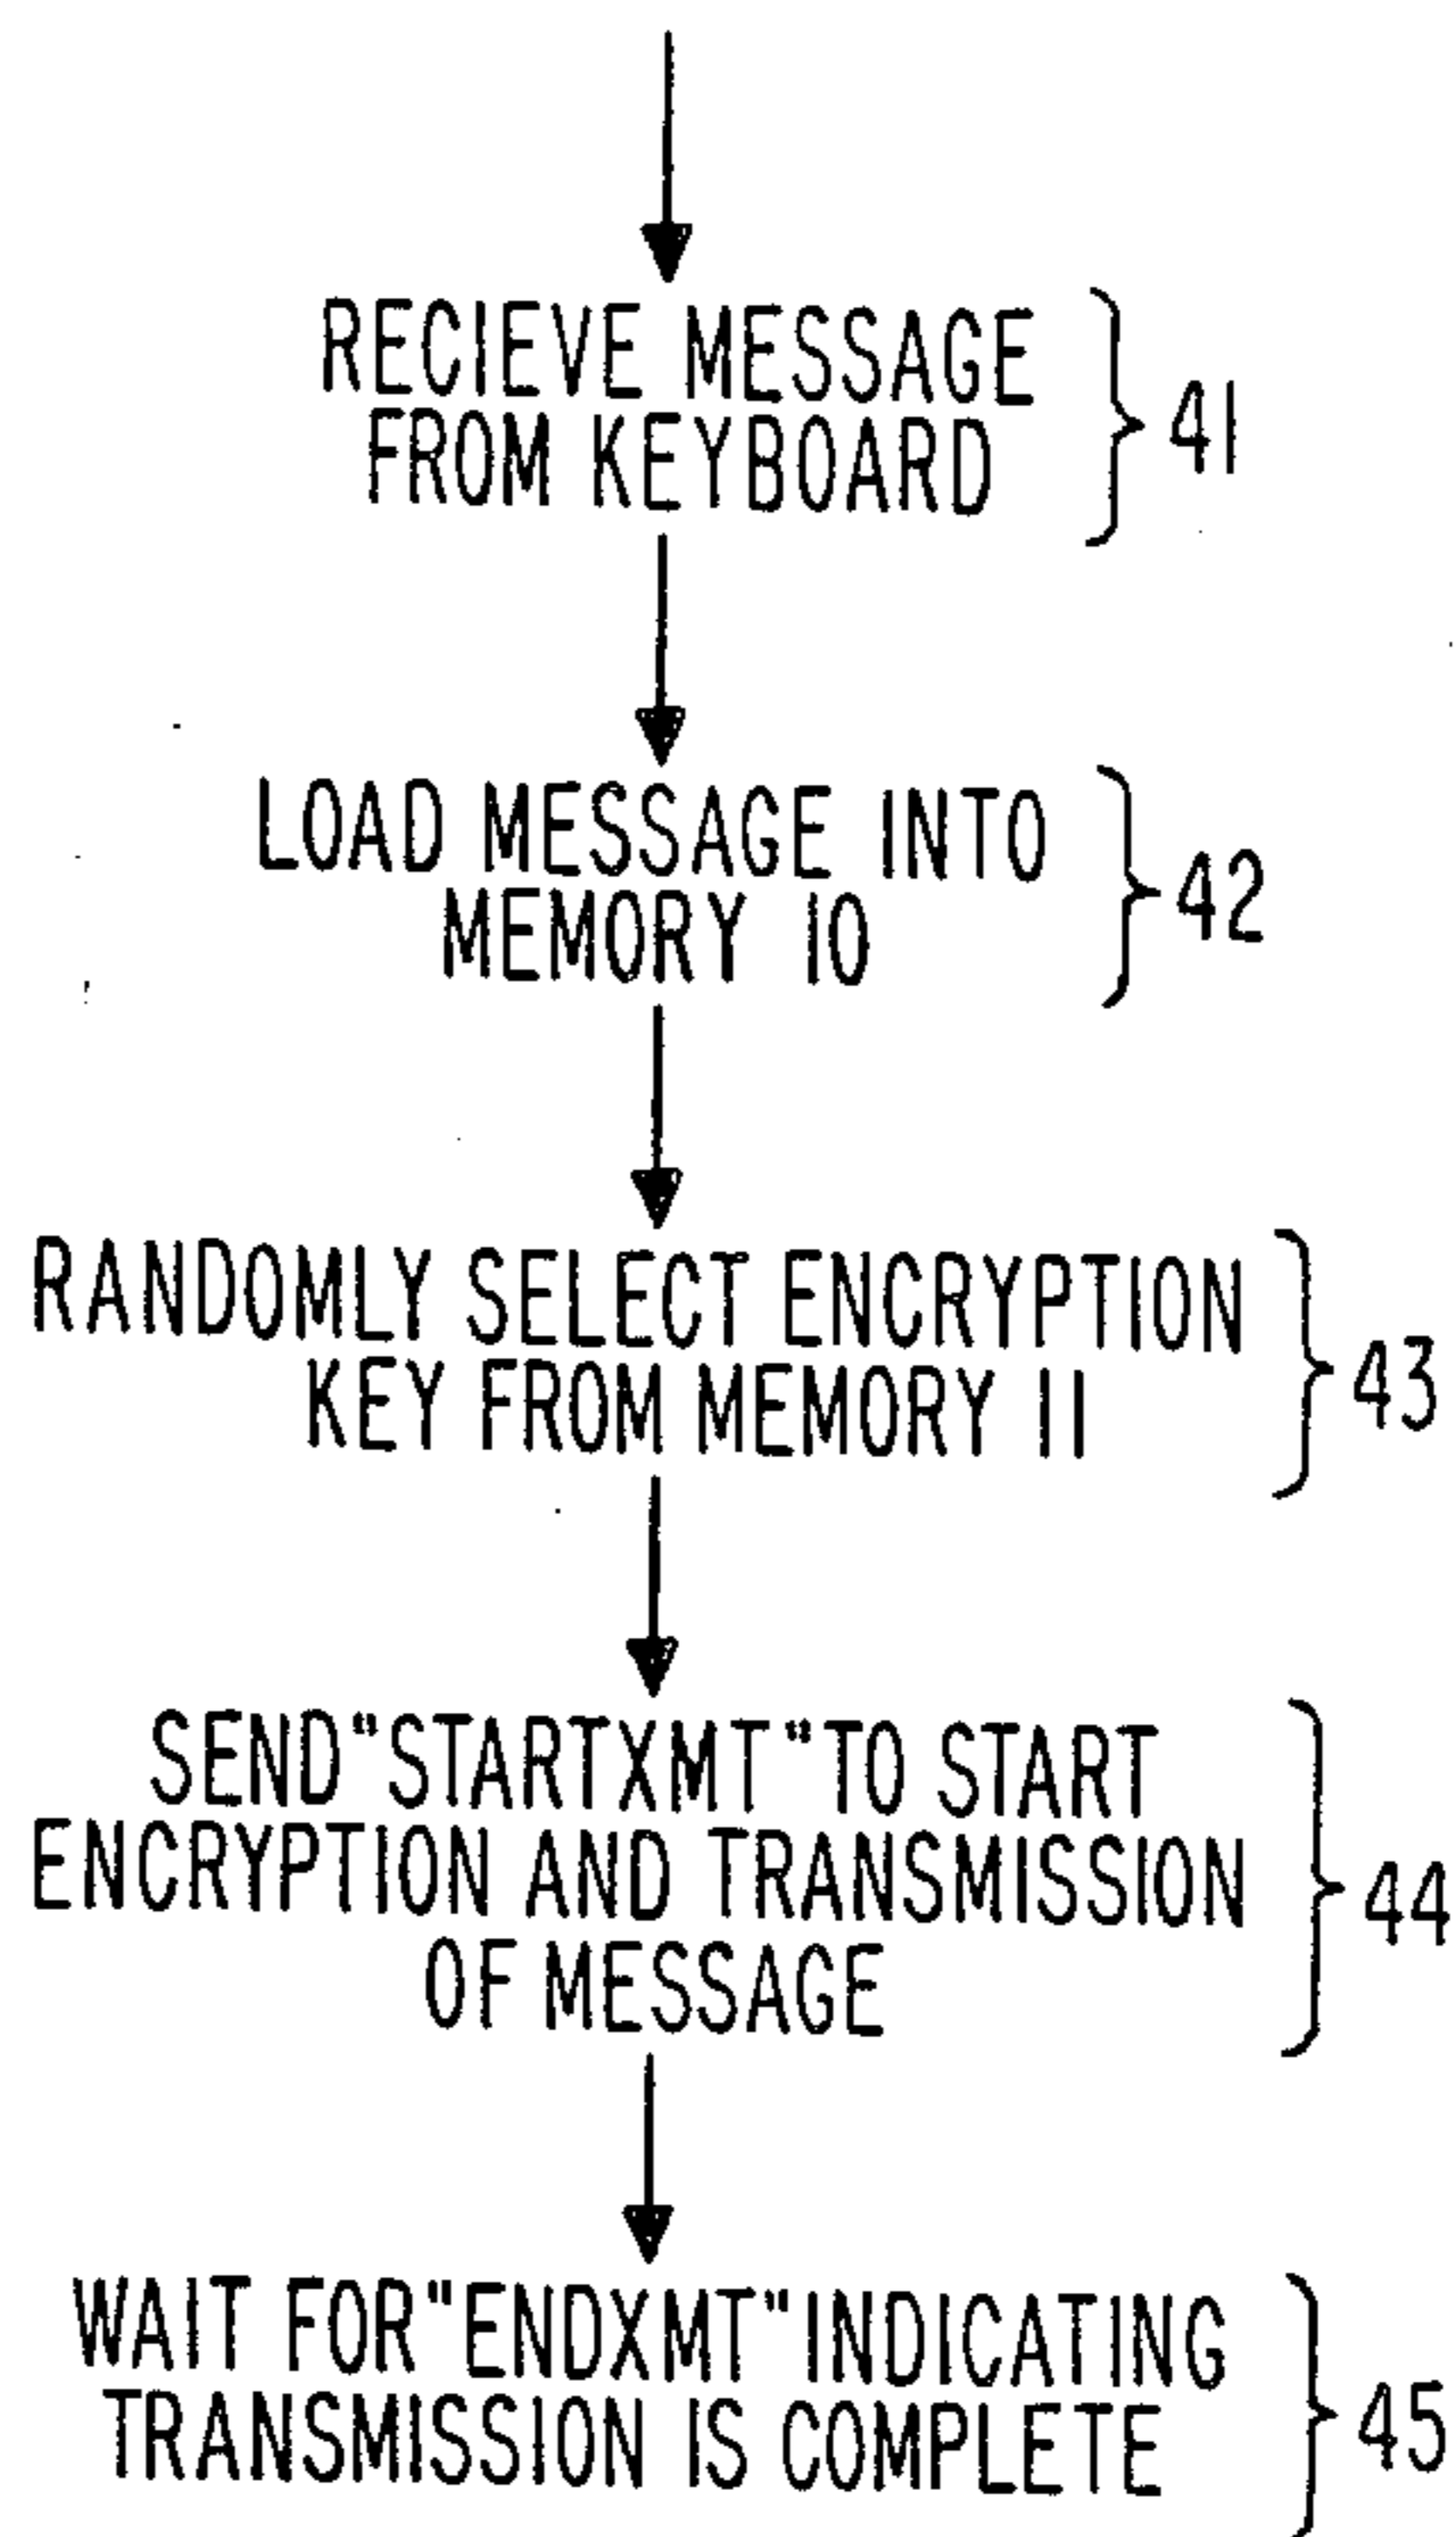 RECIEVE MESSAGE
FROM KEYBOARD
41
LOAD MESSAGE INTO
MEMORY 10
42
RANDOMLY SELECT ENCRYPTION
KEY FROM MEMORY 11
43
SEND "STARTXMT" TO START
ENCRYPTION AND TRANSMISSION
OF MESSAGE
44
WAIT FOR "ENDXMT" INDICATING
TRANSMISSION IS COMPLETE
45